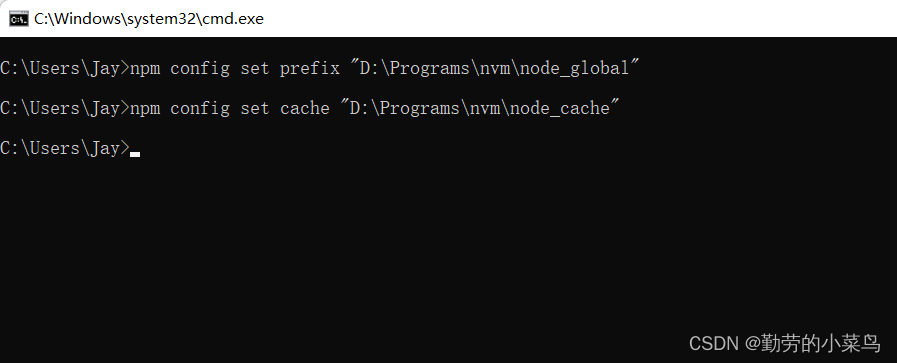 C:\Windows\system32\cmd.exe
C:\Users\Jay>npm config set prefix "D:\Programs\nvm\node_global"
C:\Users\Jay>npm config set cache "D:\Programs\nvm\node_cache"
C:\Users\Jay>
CSDN @勤劳的小菜鸟